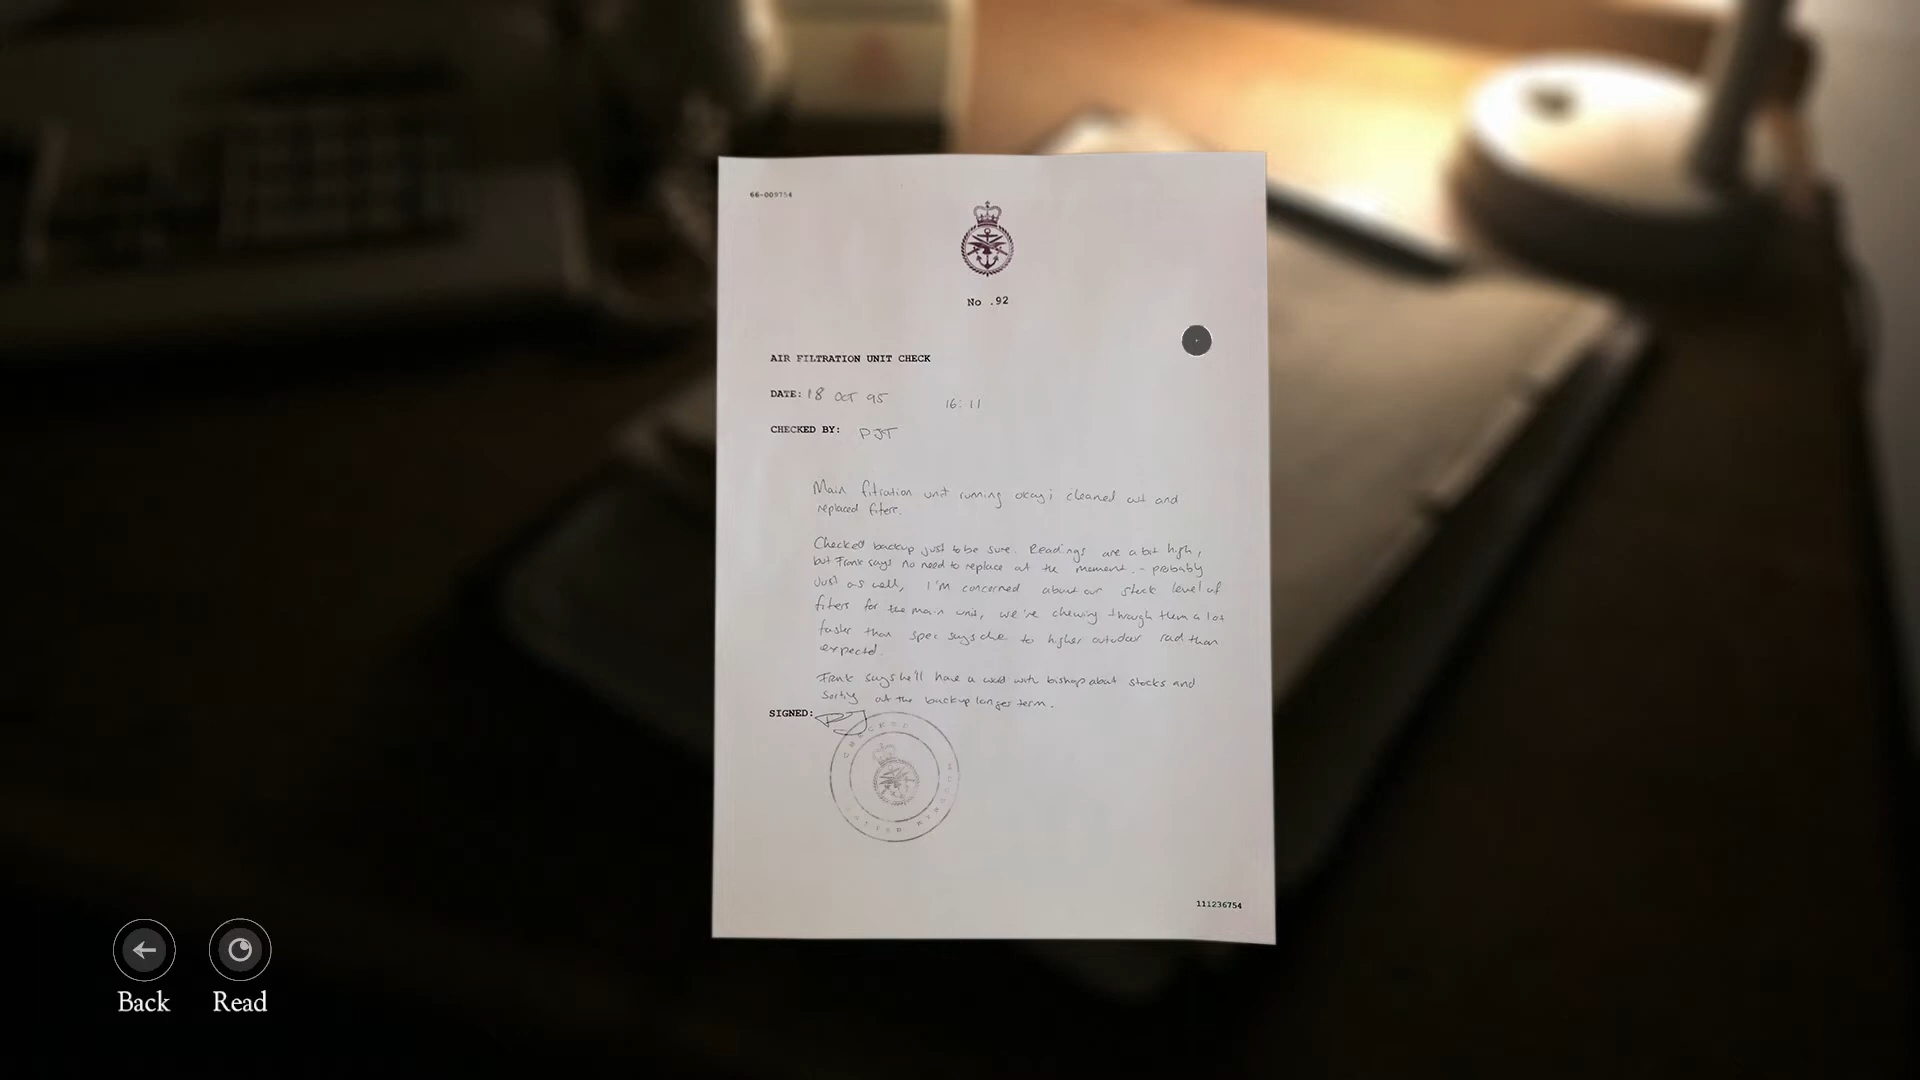 66-009754
No .92
AIR FILTRATION UNIT CHECK
DATE: 18 OCT 95 16:11
CHECKED BY: PJT
Main fitration unit running okay i cleaned out and
replaced filters.
Checked backup just to be sure. Readings are a bit high,
but Frank says no need to replace at the moment. - probably
Just as well, I'm concerned about our stock level of
filters for the main unit, we're chewing through them a lot
faster than spec says due to higher outdoor rad than
expected.
Frank says he'll have a word with bishop about stocks and
sorting out the backup longer term.
SIGNED: PJ
CHECKED
111236754
Back
Read